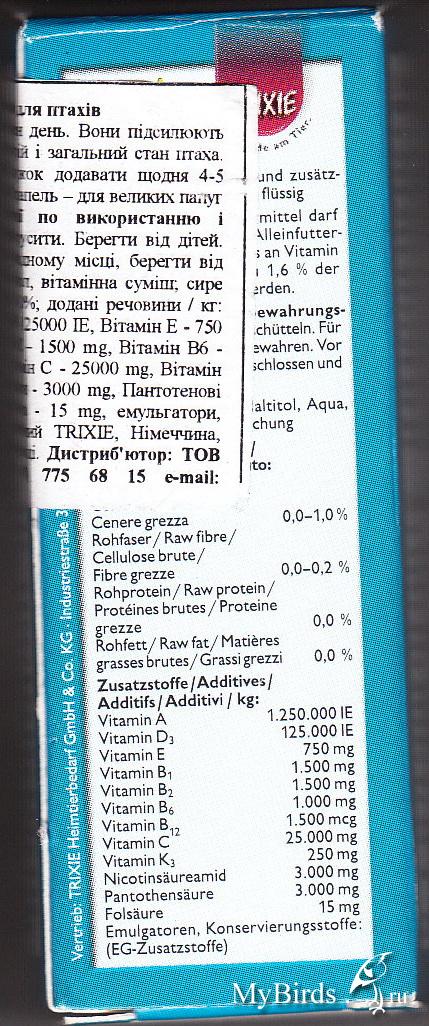 IXIE
de am Tier.
для птахів
день. Вони підсилюють
й і загальний стан птаха.
додавати щодня 4-5
– для великих папуг
і по використанню і
Берегти від дітей.
місці, берегти від
вітамінна суміш; сире
%; додані речовини / кг:
25000 IE, Вітамін Е - 750
– 1500 mg, Вітамін В6 -
н С - 25000 mg, Вітамін
- 3000 mg, Пантотенові
- 15 mg, емульгатори,
ий TRIXIE, Німеччина,
і. Дистриб'ютор: ТОВ
775 68 15 e-mail:
und zusätz-
flüssig
mittel darf
Alleinfutter-
s an Vitamin
1,6 % der
erden.
ewahrungs-
chütteln. Für
ewahren. Vor
schlossen und
altitol, Aqua,
chung
/
to:
Cenere grezza 0,0–1,0 %
Rohfaser / Raw fibre /
Cellulose brute /
Fibre grezze 0,0–0,2 %
Rohprotein / Raw protein /
Protéines brutes / Proteine
grezze 0,0 %
Rohfett / Raw fat / Matières
grasses brutes / Grassi grezzi 0,0 %
Zusatzstoffe / Additives /
Additifs / Additivi / kg:
Vitamin A 1.250.000 IE
Vitamin D3 125.000 IE
Vitamin E 750 mg
Vitamin B1 1.500 mg
Vitamin B2 1.500 mg
Vitamin B6 1.000 mg
Vitamin B12 1.500 mcg
Vitamin C 25.000 mg
Vitamin K3 250 mg
Nicotinsäureamid 3.000 mg
Pantothensäure 3.000 mg
Folsäure 15 mg
Emulgatoren, Konservierungsstoffe:
(EG-Zusatzstoffe)
Vertrieb: TRIXIE Heimtierbedarf GmbH & Co. KG · Industriestraße 3
MyBirds.ru